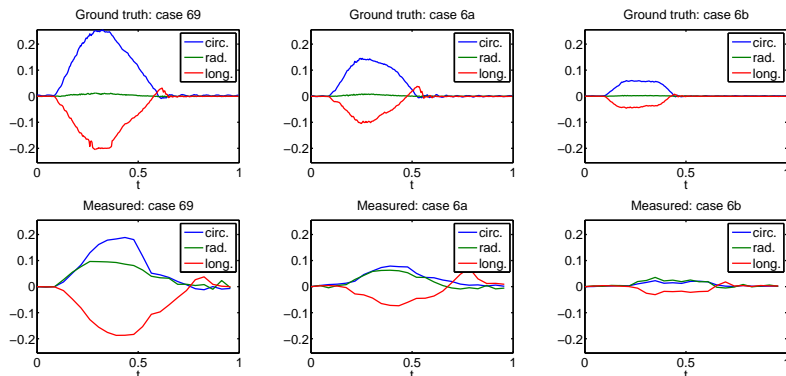 Ground truth: case 69
Ground truth: case 6a
Ground truth: case 6b
0.2
0.1
0
−0.1
−0.2
0
0.5
1
t
circ.
rad.
long.
0.2
0.1
0
−0.1
−0.2
0
0.5
1
t
circ.
rad.
long.
0.2
0.1
0
−0.1
−0.2
0
0.5
1
t
circ.
rad.
long.
Measured: case 69
Measured: case 6a
Measured: case 6b
0.2
0.1
0
−0.1
−0.2
0
0.5
1
t
circ.
rad.
long.
0.2
0.1
0
−0.1
−0.2
0
0.5
1
t
circ.
rad.
long.
0.2
0.1
0
−0.1
−0.2
0
0.5
1
t
circ.
rad.
long.